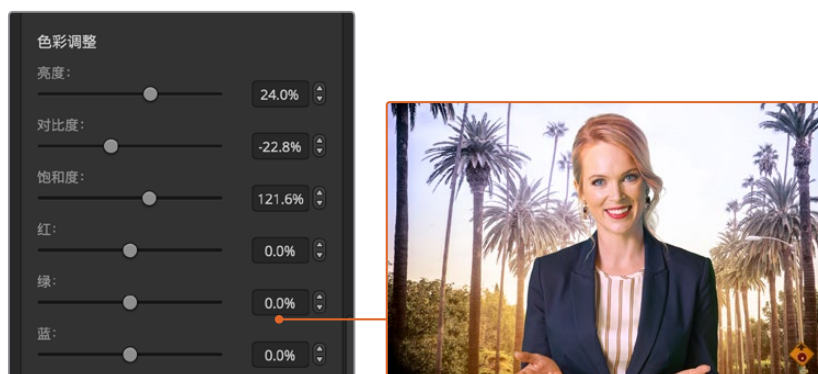 色彩调整
亮度：
24.0%
对比度：
-22.8%
饱和度：
121.6%
红：
0.0%
绿：
0.0%
蓝：
0.0%